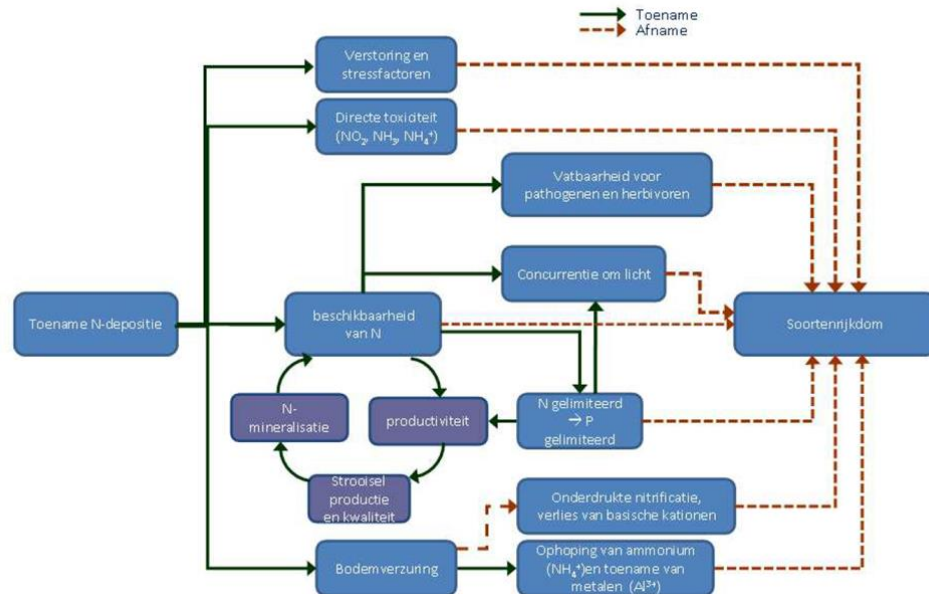 Toename
Afname
Verstoring en
stressfactoren
Directe toxiciteit
(NO₂, NH₃, NH₄⁺)
Vatbaarheid voor
pathogenen en herbivoren
Concurrentie om licht
Toename N-depositie
beschikbaarheid
van N
Soortenrijkdom
N-
mineralisatie
productiviteit
N gelimiteerd
→ P
gelimiteerd
Strooisel
productie
en kwaliteit
Onderdrukte nitrificatie,
verlies van basische kationen
Bodemverzuring
Ophoping van ammonium
(NH₄⁺)en toename van
metalen (Al³⁺)